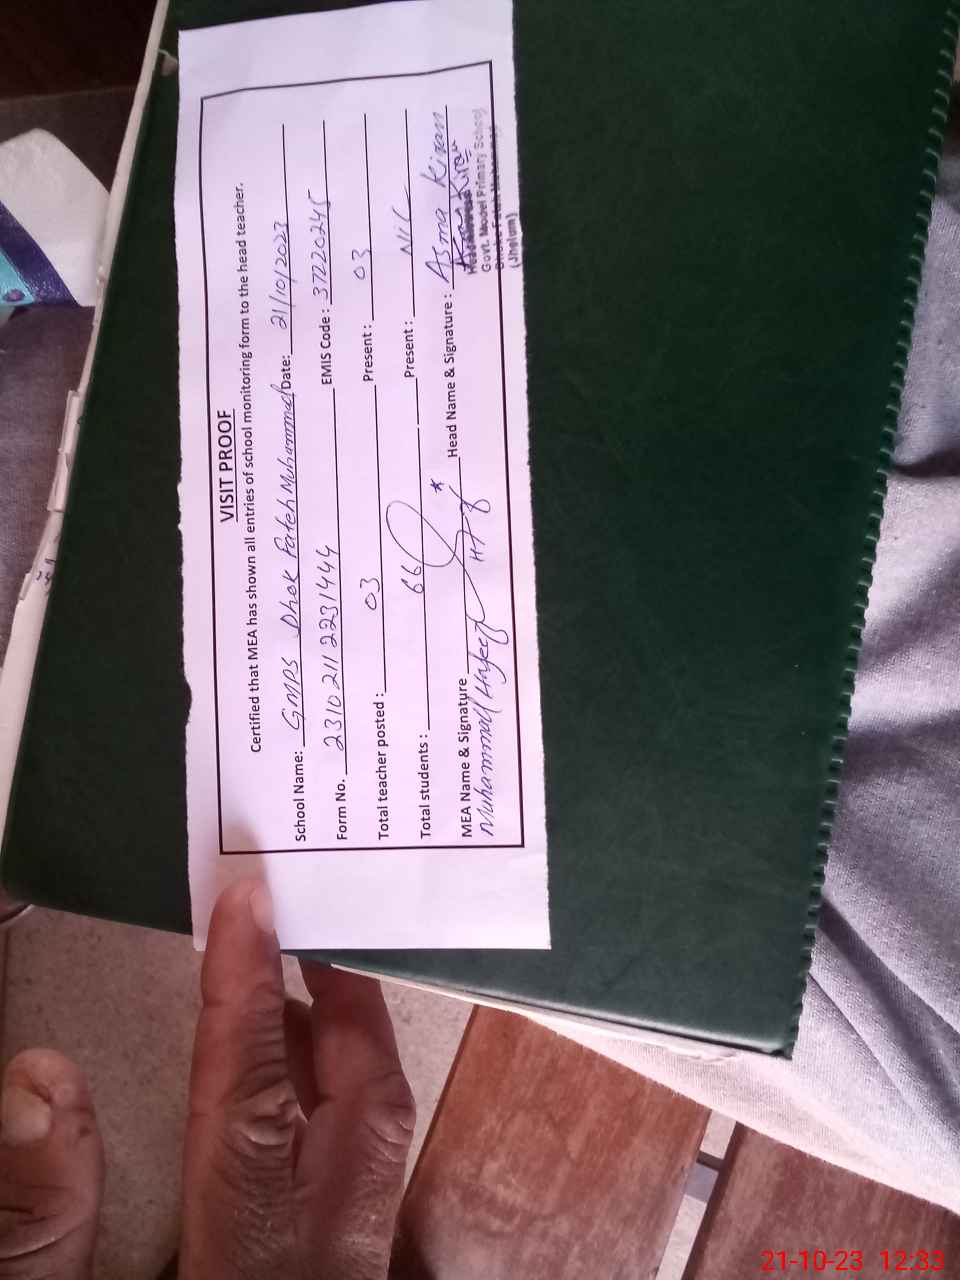 VISIT PROOF
Certified that MEA has shown all entries of school monitoring form to the head teacher.
School Name: GMPS Dhok Fateh Muhammad Date: 21/10/2023
Form No. 2310211 2231444 EMIS Code : 37220245
Total teacher posted : 03 Present : 03
Total students : 66 Present : NIL
MEA Name & Signature Head Name & Signature : Asma Kiran
Muhammad Hafeez
Govt. Model Primary School
(Jhelum)
21-10-23 12:33